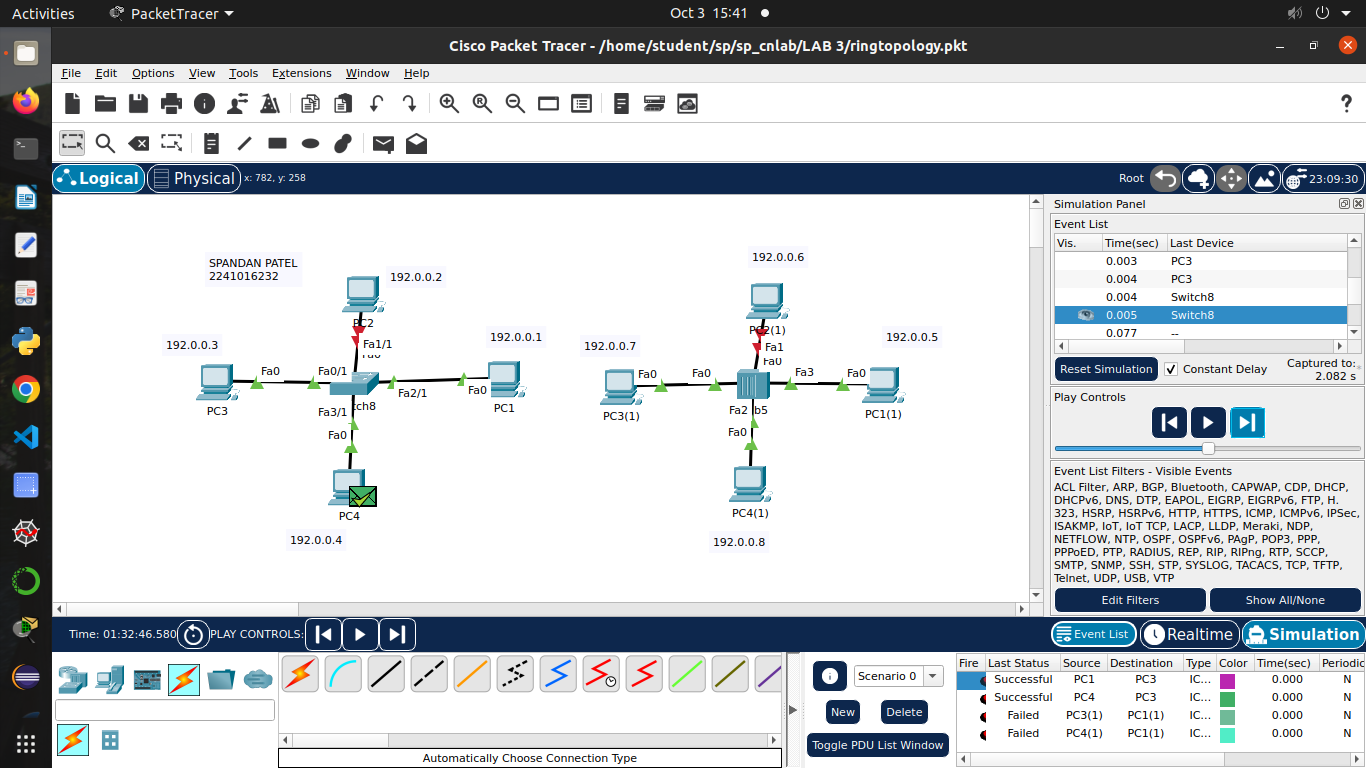 Activities PacketTracer Oct 3 15:41
Cisco Packet Tracer - /home/student/sp/sp_cnlab/LAB 3/ringtopology.pkt
File Edit Options View Tools Extensions Window Help
?
Logical Physical x: 782, y: 258 Root 23:09:30
SPANDAN PATEL
2241016232
192.0.0.2
PC2
Fa1/1
Fa0
192.0.0.3
Fa0
Fa0/1
PC3
192.0.0.1
Fa2/1
Fa0
PC1
tch8
Fa3/1
Fa0
PC4
192.0.0.4
192.0.0.6
PC2(1)
Fa1
Fa0
192.0.0.7
Fa0
Fa0
PC3(1)
192.0.0.5
Fa3
Fa0
PC1(1)
Fa2 b5
Fa0
PC4(1)
192.0.0.8
Simulation Panel
Event List
Vis. Time(sec) Last Device
0.003 PC3
0.004 PC3
0.004 Switch8
0.005 Switch8
0.077 --
Reset Simulation Constant Delay Captured to:
2.082 s
Play Controls
Event List Filters - Visible Events
ACL Filter, ARP, BGP, Bluetooth, CAPWAP, CDP, DHCP,
DHCPv6, DNS, DTP, EAPOL, EIGRP, EIGRPv6, FTP, H.
323, HSRP, HSRPv6, HTTP, HTTPS, ICMP, ICMPv6, IPSec,
ISAKMP, IoT, IoT TCP, LACP, LLDP, Meraki, NDP,
NETFLOW, NTP, OSPF, OSPFv6, PAgP, POP3, PPP,
PPPoED, PTP, RADIUS, REP, RIP, RIPng, RTP, SCCP,
SMTP, SNMP, SSH, STP, SYSLOG, TACACS, TCP, TFTP,
Telnet, UDP, USB, VTP
Edit Filters Show All/None
Time: 01:32:46.580 PLAY CONTROLS: Event List Realtime Simulation
Scenario 0
New Delete
Toggle PDU List Window
Automatically Choose Connection Type
Fire Last Status Source Destination Type Color Time(sec) Periodic
Successful PC1 PC3 IC... 0.000 N
Successful PC4 PC3 IC... 0.000 N
Failed PC3(1) PC1(1) IC... 0.000 N
Failed PC4(1) PC1(1) IC... 0.000 N